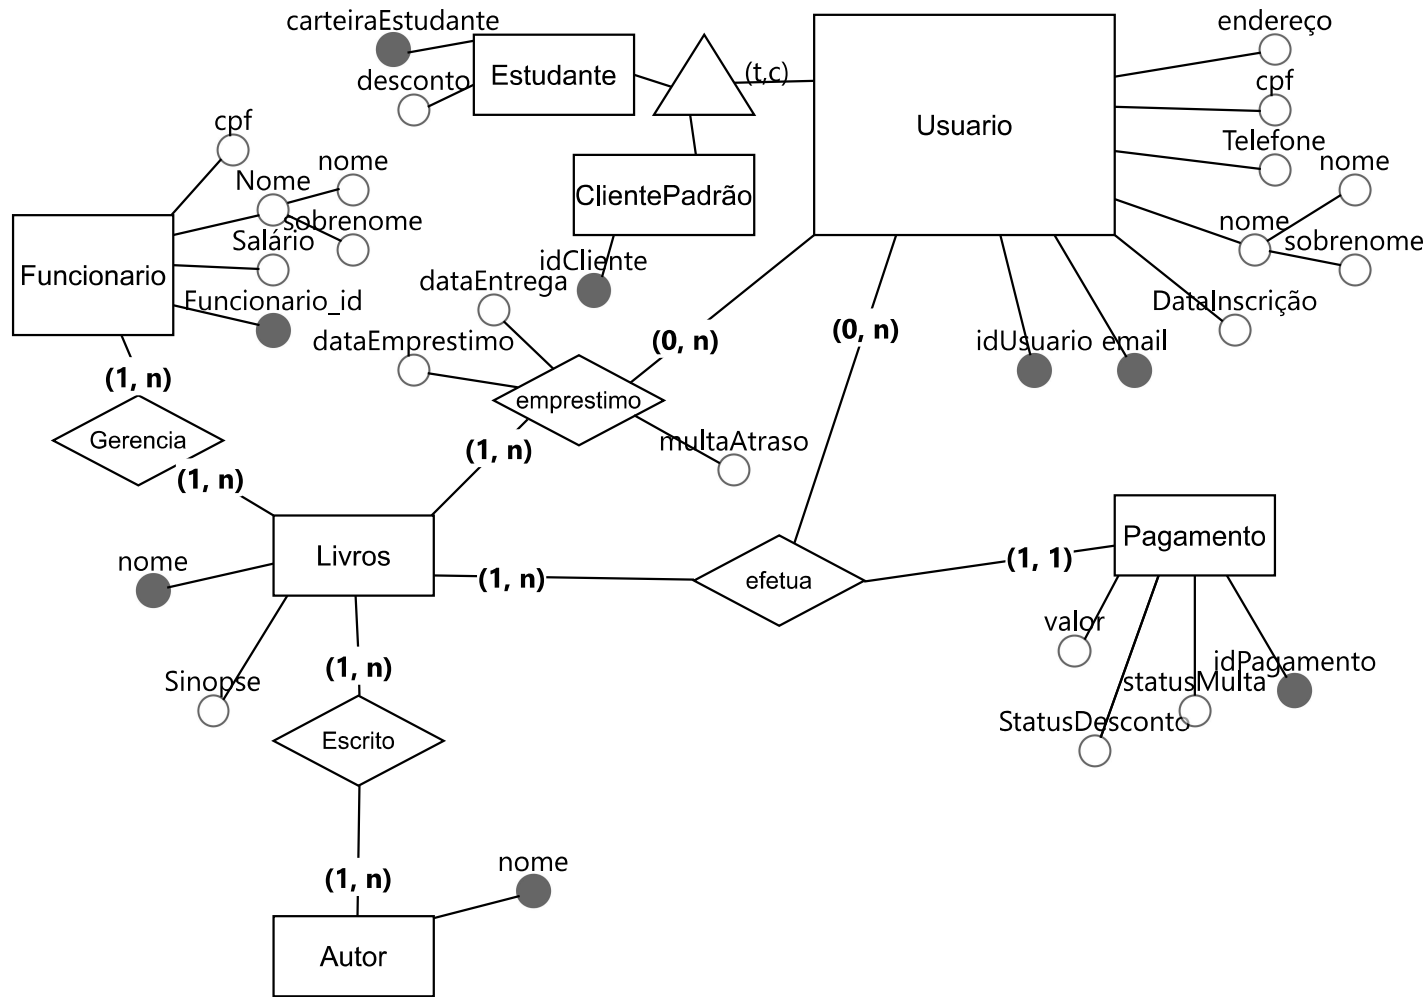 carteiraEstudante
endereço
Estudante
(t,c)
desconto
cpf
Usuario
cpf
Telefone
nome
nome
Nome
ClientePadrão
sobrenome
nome
Salário
sobrenome
idCliente
Funcionario
dataEntrega
DataInscrição
Funcionario_id
(0, n)
(0, n)
dataEmprestimo
idUsuario
email
(1, n)
emprestimo
Gerencia
multaAtraso
(1, n)
(1, n)
Pagamento
nome
Livros
(1, 1)
(1, n)
efetua
valor
(1, n)
idPagamento
Sinopse
statusMulta
StatusDesconto
Escrito
nome
(1, n)
Autor